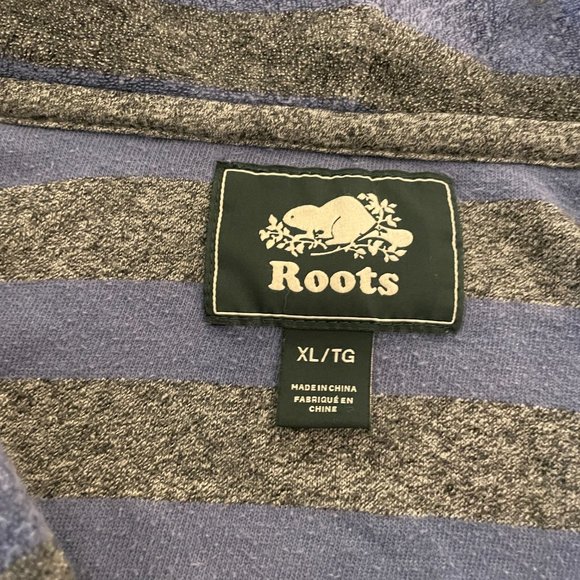 Roots
XL/TG
MADE IN CHINA
FABRIQUÉ EN
CHINE